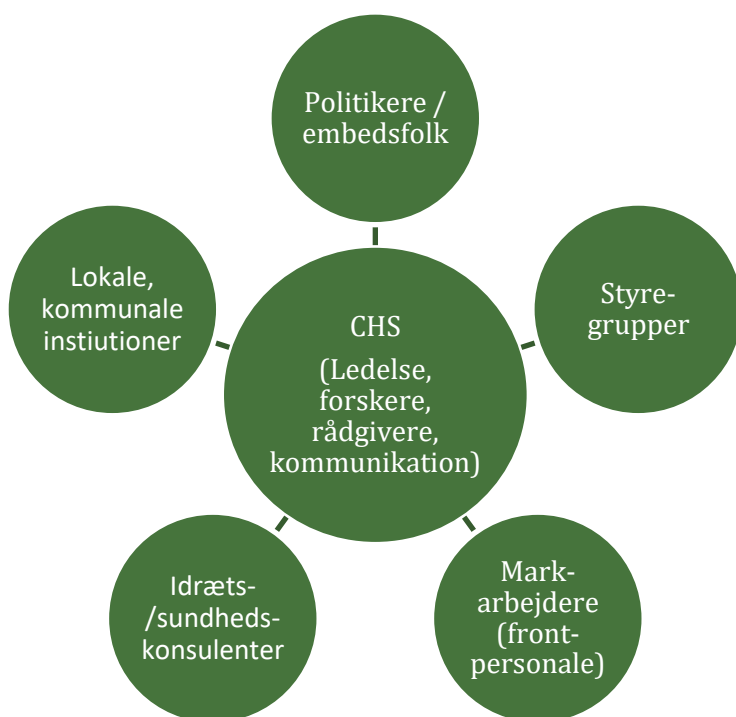 Politikere /
embedsfolk
Lokale,
kommunale
instiutioner
Styre-
grupper
CHS
(Ledelse,
forskere,
rådgivere,
kommunikation)
Idræts-
/sundheds-
konsulenter
Mark-
arbejdere
(front-
personale)